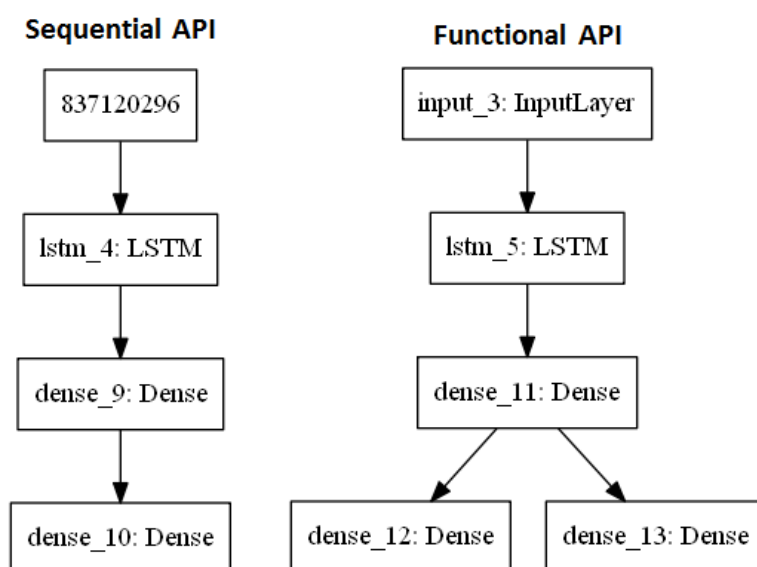 Sequential API
837120296
lstm_4: LSTM
dense_9: Dense
dense_10: Dense
Functional API
input_3: InputLayer
lstm_5: LSTM
dense_11: Dense
dense_12: Dense
dense_13: Dense